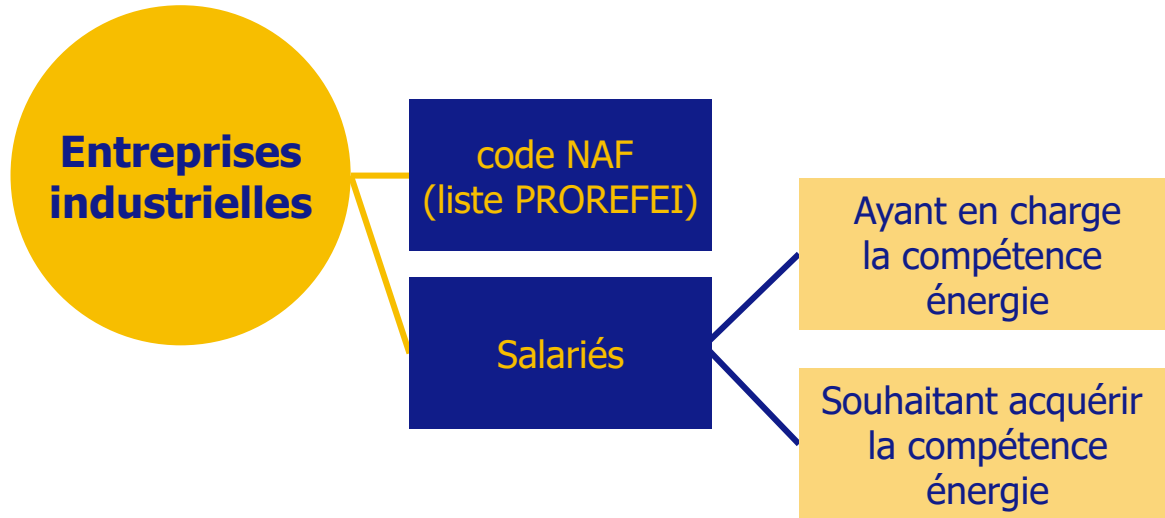 Entreprises
industrielles
code NAF
(liste PROREFEI)
Salariés
Ayant en charge
la compétence
énergie
Souhaitant acquérir
la compétence
énergie